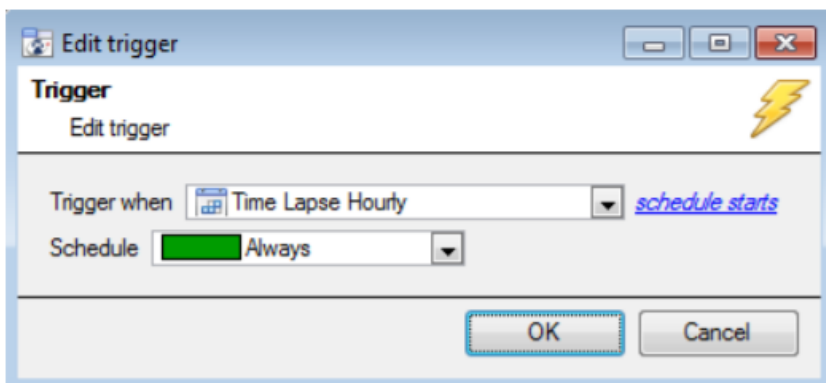 Edit trigger
Trigger
Edit trigger
Trigger when Time Lapse Hourly schedule starts
Schedule Always
OK Cancel